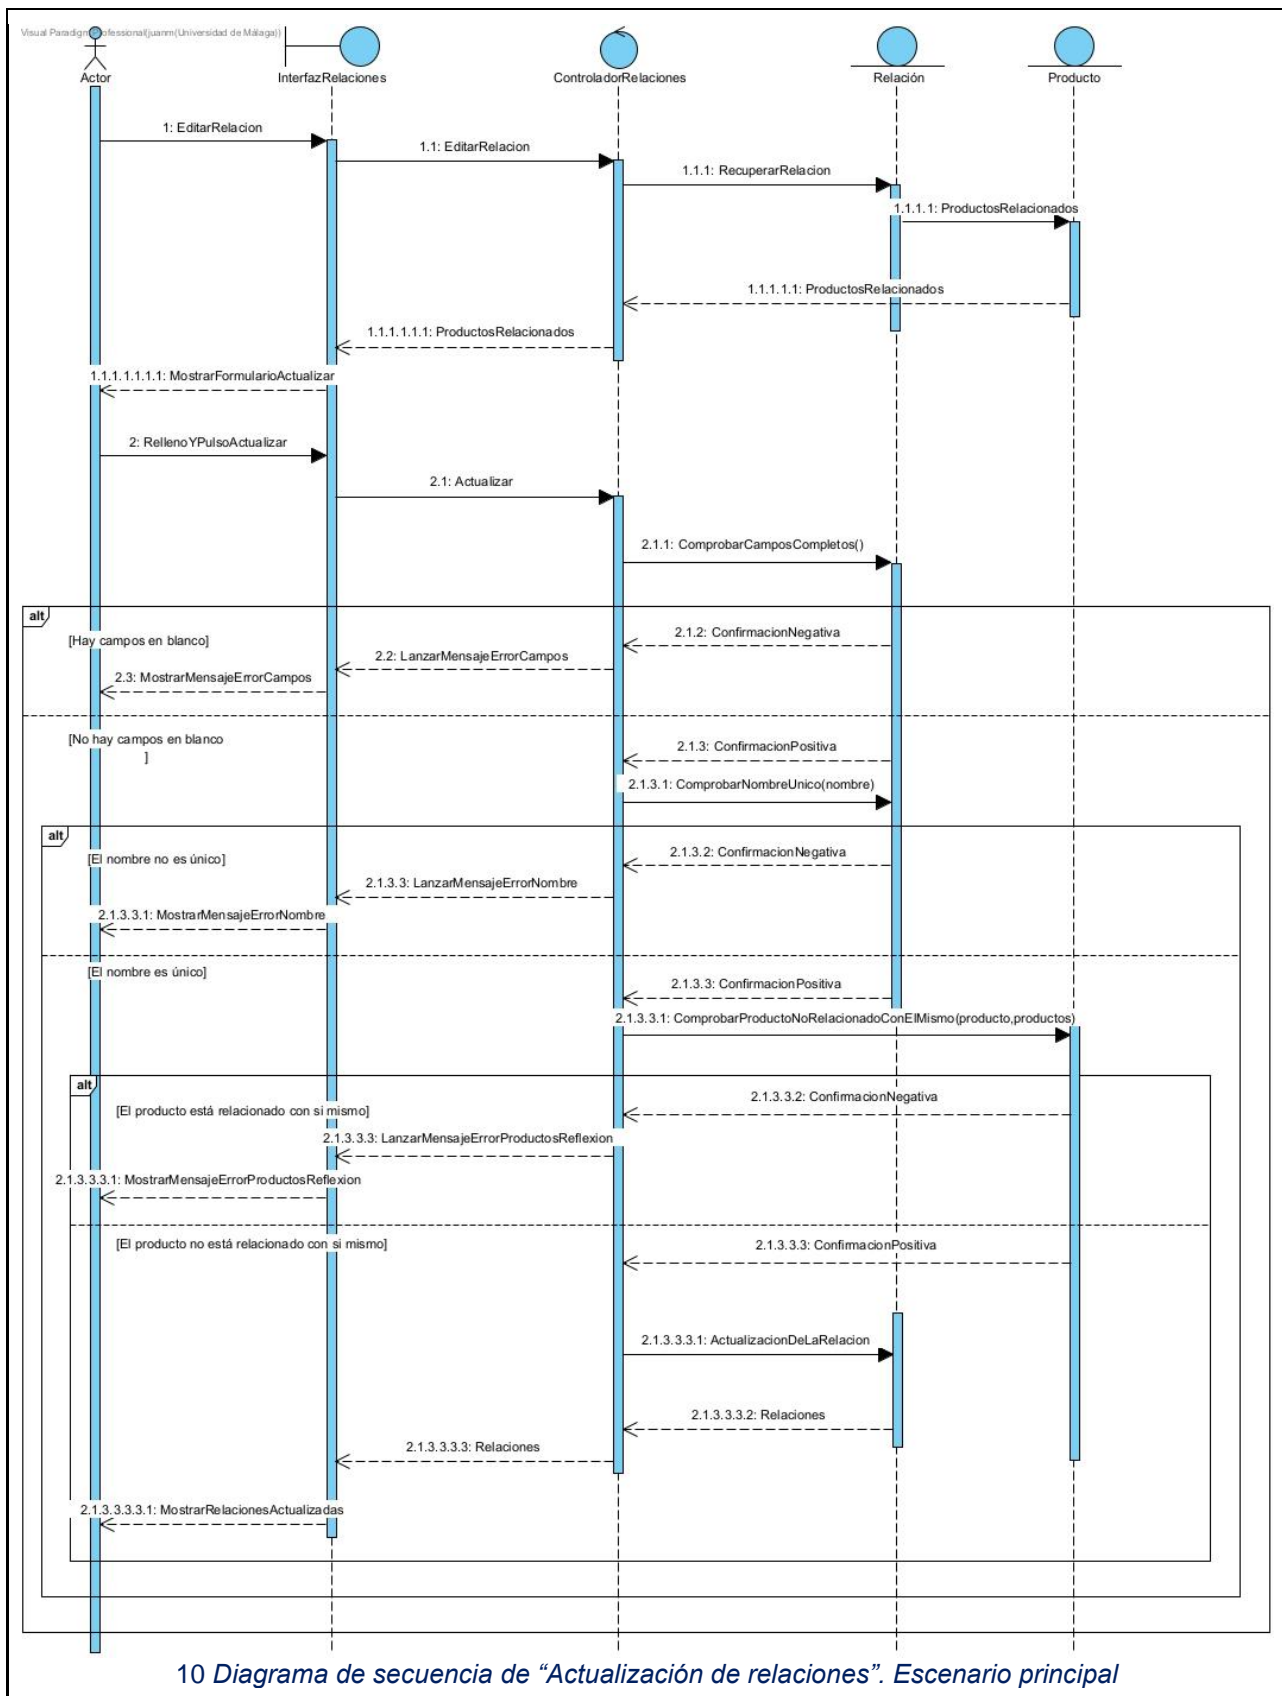 Visual Paradigm Professional(juanm(Universidad de Málaga))
Actor
InterfazRelaciones
ControladorRelaciones
Relación
Producto
1: EditarRelacion
1.1: EditarRelacion
1.1.1: RecuperarRelacion
1.1.1.1: ProductosRelacionados
1.1.1.1.1: ProductosRelacionados
1.1.1.1.1.1: ProductosRelacionados
1.1.1.1.1.1.1: MostrarFormularioActualizar
2: RellenoYPulsoActualizar
2.1: Actualizar
2.1.1: ComprobarCamposCompletos()
alt
[Hay campos en blanco]
2.1.2: ConfirmacionNegativa
2.2: LanzarMensajeErrorCampos
2.3: MostrarMensajeErrorCampos
[No hay campos en blanco
]
2.1.3: ConfirmacionPositiva
2.1.3.1: ComprobarNombreUnico(nombre)
alt
[El nombre no es único]
2.1.3.2: ConfirmacionNegativa
2.1.3.3: LanzarMensajeErrorNombre
2.1.3.3.1: MostrarMensajeErrorNombre
[El nombre es único]
2.1.3.3: ConfirmacionPositiva
2.1.3.3.1: ComprobarProductoNoRelacionadoConElMismo(producto,productos)
alt
[El producto está relacionado con si mismo]
2.1.3.3.2: ConfirmacionNegativa
2.1.3.3.3: LanzarMensajeErrorProductosReflexion
2.1.3.3.3.1: MostrarMensajeErrorProductosReflexion
[El producto no está relacionado con si mismo]
2.1.3.3.3: ConfirmacionPositiva
2.1.3.3.3.1: ActualizacionDeLaRelacion
2.1.3.3.3.2: Relaciones
2.1.3.3.3.3: Relaciones
2.1.3.3.3.3.1: MostrarRelacionesActualizadas
10 Diagrama de secuencia de “Actualización de relaciones”. Escenario principal